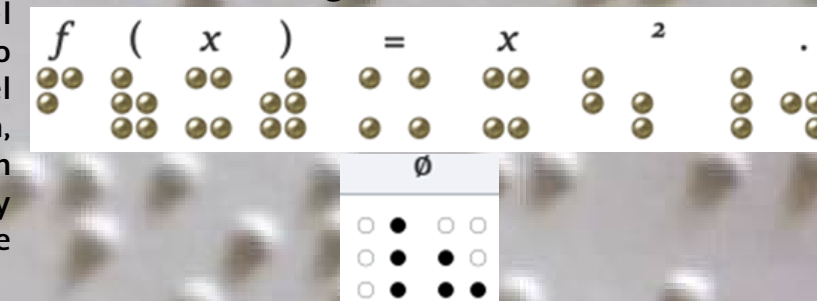 f ( x ) = x ² .
⠋ ⠷ ⠭ ⠾ ⠨⠅ ⠭ ⠘⠆ ⠸⠲
Ø
⠸⠦